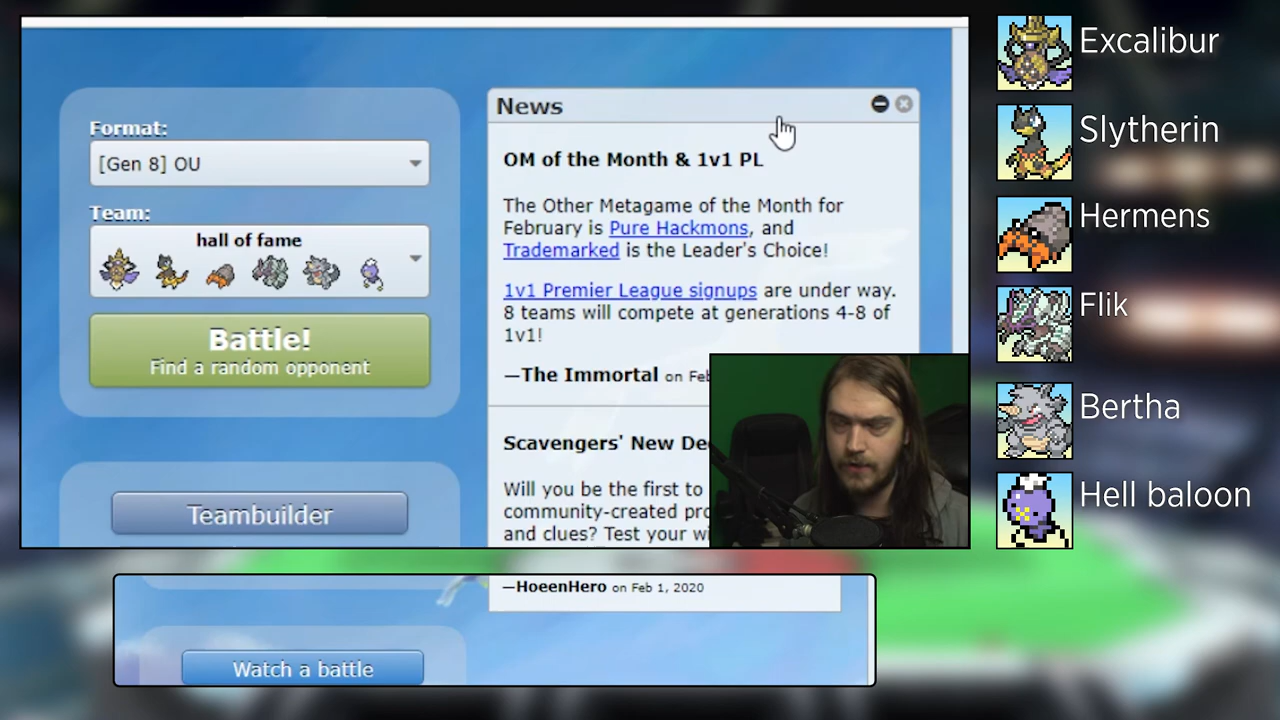 Format:
[Gen 8] OU
Team:
hall of fame
Battle!
Find a random opponent
Teambuilder
News
OM of the Month & 1v1 PL
The Other Metagame of the Month for
February is Pure Hackmons, and
Trademarked is the Leader's Choice!
1v1 Premier League signups are under way.
8 teams will compete at generations 4-8 of
1v1!
—The Immortal on Feb
Scavengers' New De
Will you be the first to
community-created pro
and clues? Test your wi
—HoeenHero on Feb 1, 2020
Watch a battle
Excalibur
Slytherin
Hermens
Flik
Bertha
Hell baloon